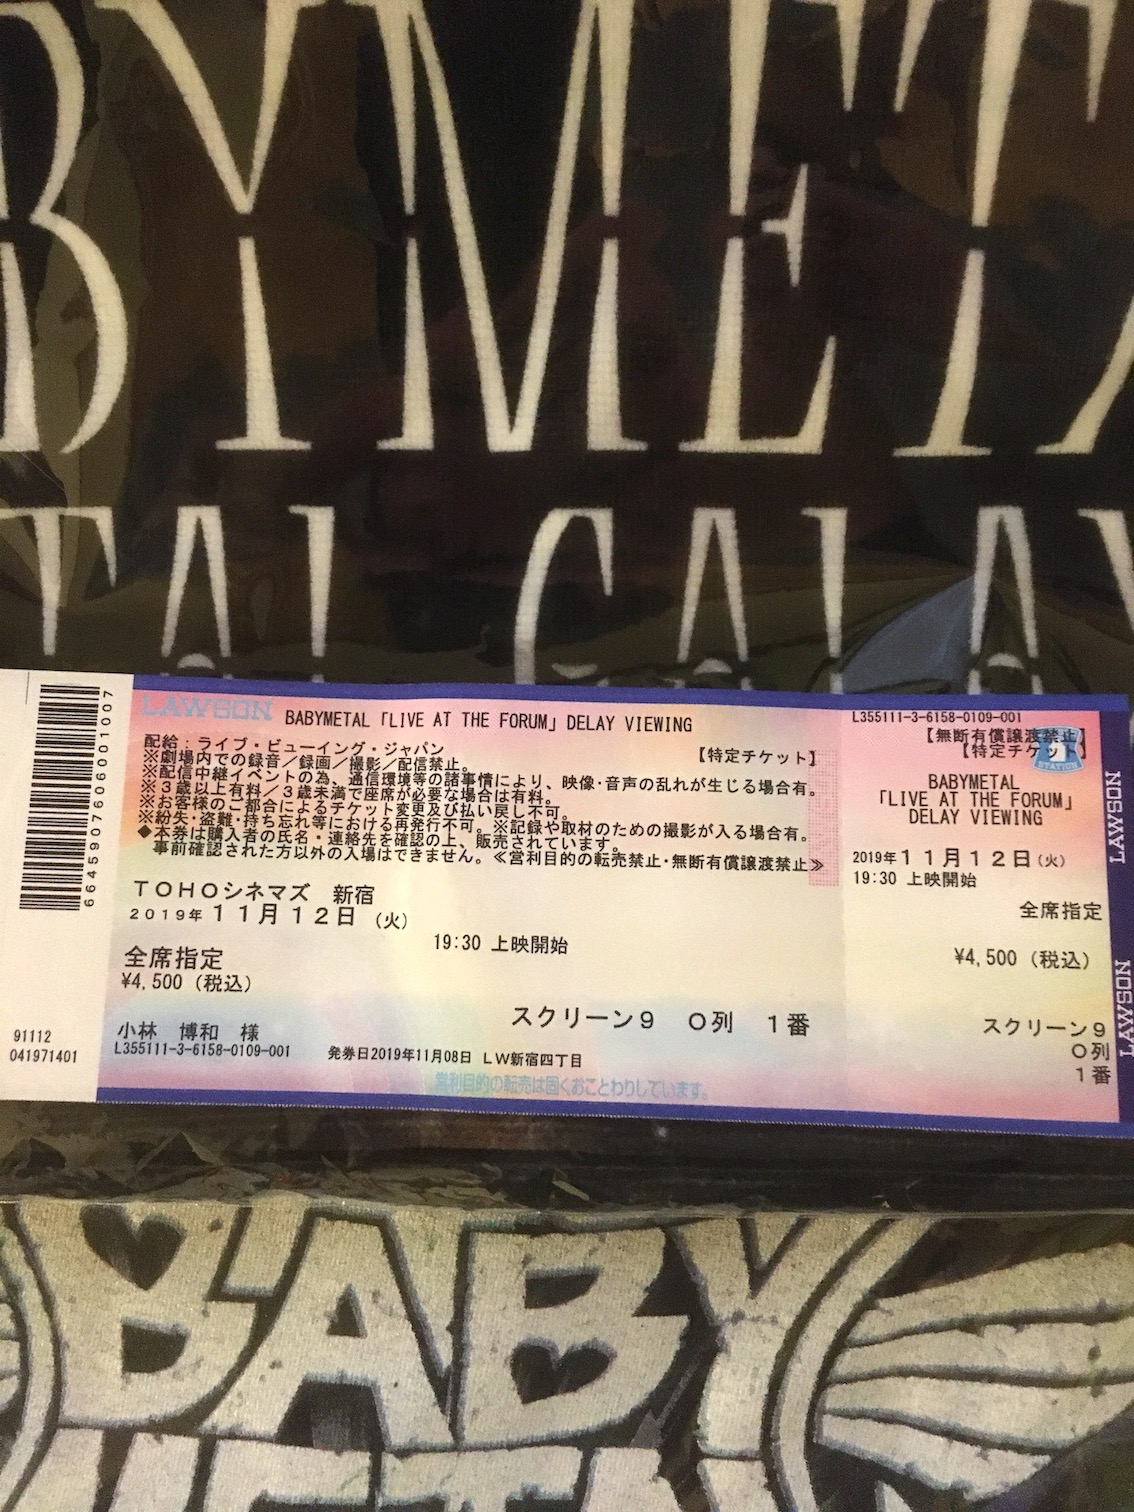 BYMETA
TAL GALAXY
LAWSON
BABYMETAL「LIVE AT THE FORUM」DELAY VIEWING
配給:ライブ・ビューイング・ジャパン
【特定チケット】
※劇場内での録音/録画/撮影/配信禁止。
※配信中継イベントの為、通信環境等の諸事情により、映像・音声の乱れが生じる場合有。
※3歳以上有料/3歳未満で座席が必要な場合は有料。
※お客様のご都合によるチケット変更及び払い戻し不可。
※紛失・盗難・持ち忘れ等における再発行不可。※記録や取材のための撮影が入る場合有。
◆本券は購入者の氏名・連絡先を確認の上、販売されています。
事前確認された方以外の入場はできません。≪営利目的の転売禁止・無断有償譲渡禁止≫
TOHOシネマズ 新宿
2019年11月12日(火)
19:30 上映開始
全席指定
¥4,500(税込)
スクリーン9 O列 1番
小林 博和 様
L355111-3-6158-0109-001 発券日2019年11月08日 LW新宿四丁目
営利目的の転売は固くおことわりしています。
6645907606001007
91112
041971401
L355111-3-6158-0109-001
【無断有償譲渡禁止】
【特定チケット】
STATION
BABYMETAL
「LIVE AT THE FORUM」
DELAY VIEWING
2019年11月12日(火)
19:30 上映開始
全席指定
¥4,500(税込)
スクリーン9
O列
1番
LAWSON
LAWSON
BABY
META